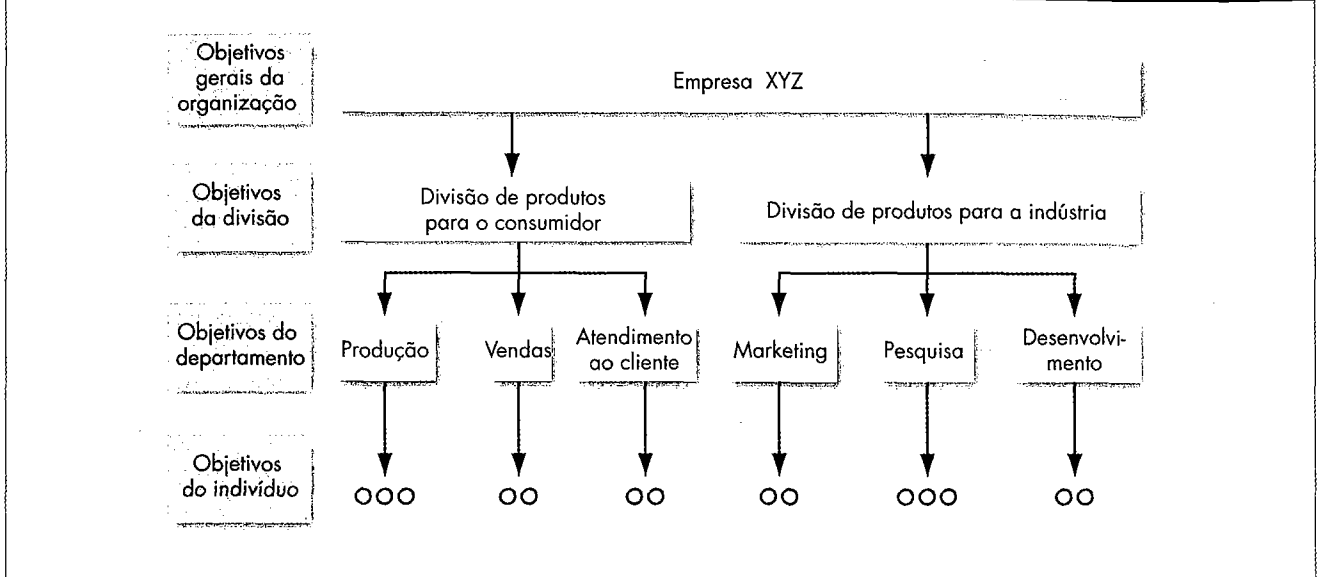 Objetivos
gerais da
organização
Empresa XYZ
Objetivos
da divisão
Divisão de produtos
para o consumidor
Divisão de produtos para a indústria
Objetivos do
departamento
Produção
Vendas
Atendimento
ao cliente
Marketing
Pesquisa
Desenvolvi-
mento
Objetivos
do indivíduo